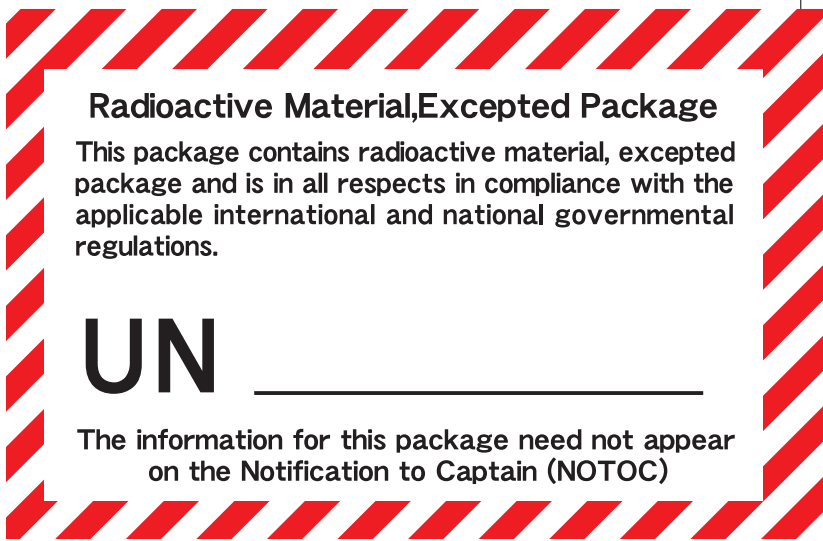 Radioactive Material,Excepted Package
This package contains radioactive material, excepted
package and is in all respects in compliance with the
applicable international and national governmental
regulations.
UN
The information for this package need not appear
on the Notification to Captain (NOTOC)